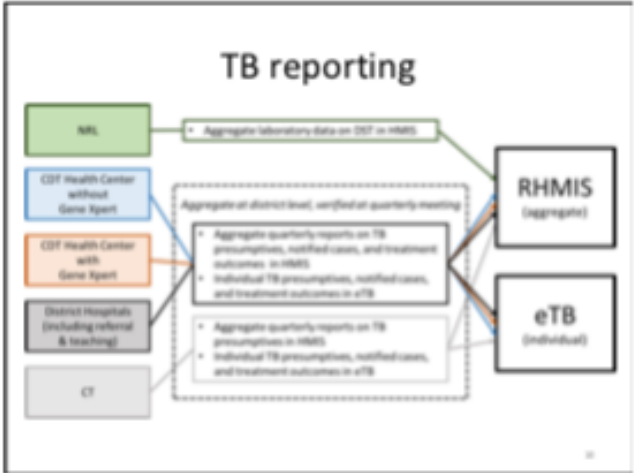 TB reporting
NRL
• Aggregate laboratory data on DST in HMIS
CDT Health Center
without
Gene Xpert
CDT Health Center
with
Gene Xpert
District Hospitals
(including referral
& teaching)
CT
Aggregate at district level, verified at quarterly meeting
• Aggregate quarterly reports on TB
presumptives, notified cases, and treatment
outcomes in HMIS
• Individual TB presumptives, notified cases,
and treatment outcomes in eTB
• Aggregate quarterly reports on TB
presumptives in HMIS
• Individual TB presumptives, notified cases,
and treatment outcomes in eTB
RHMIS
(aggregate)
eTB
(individual)